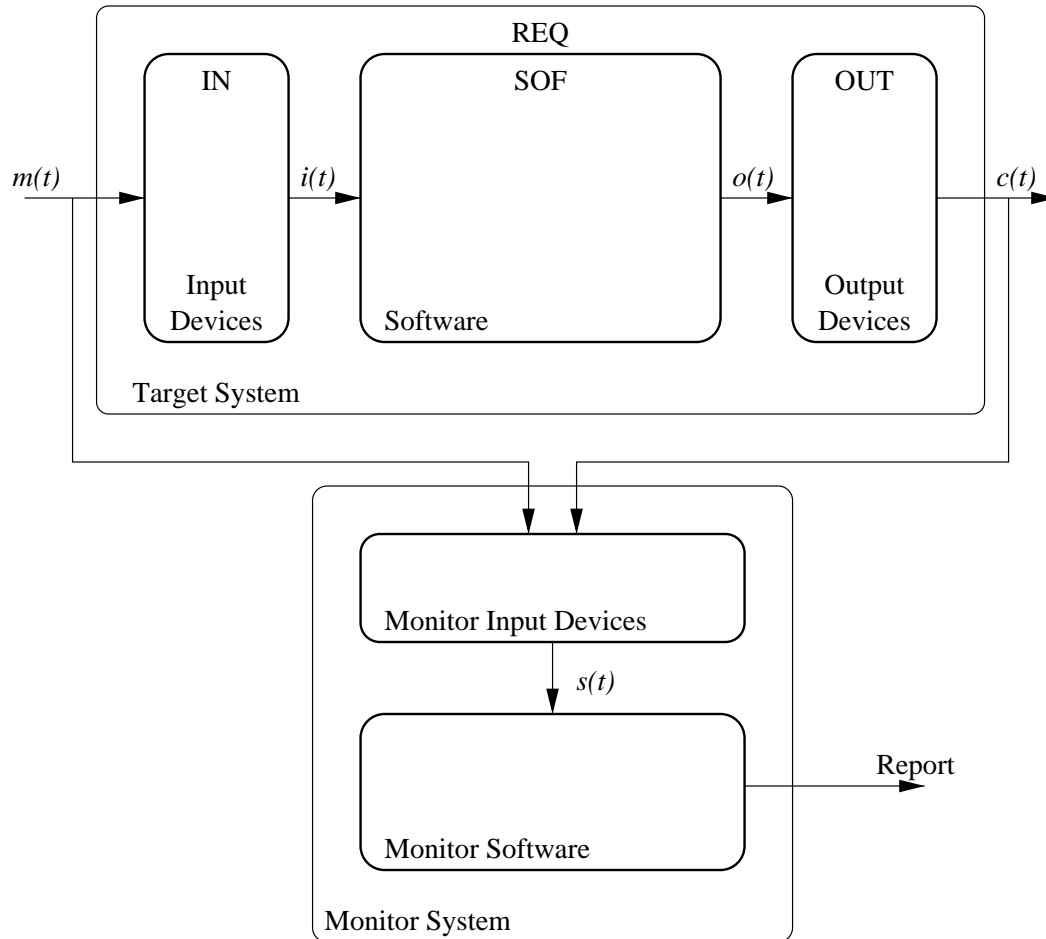 REQ
IN
SOF
OUT
m(t)
i(t)
o(t)
c(t)
Input
Devices
Software
Output
Devices
Target System
Monitor Input Devices
s(t)
Report
Monitor Software
Monitor System